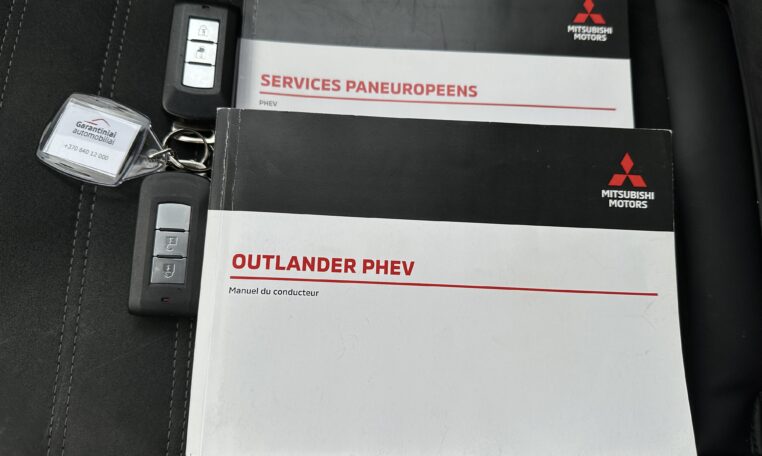 MITSUBISHI
MOTORS
SERVICES PANEUROPEENS
PHEV
Garantiniai
automobiliai
+370 640 12 000
MITSUBISHI
MOTORS
OUTLANDER PHEV
Manuel du conducteur